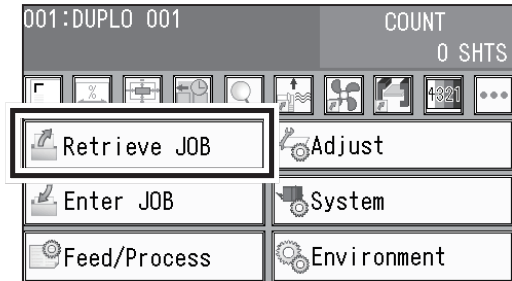 001:DUPLO 001
COUNT
0 SHTS
%
4321
Retrieve JOB
Adjust
Enter JOB
System
Feed/Process
Environment